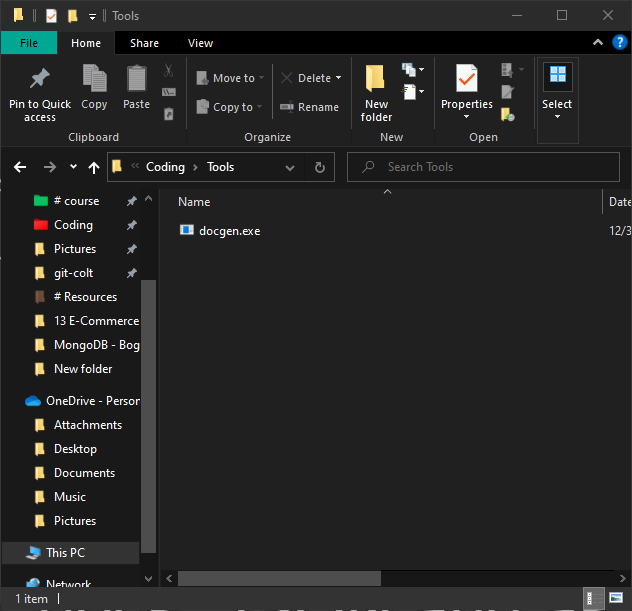 Tools
File Home Share View
Pin to Quick access
Copy
Paste
Clipboard
Move to
Copy to
Delete
Rename
Organize
New folder
New
Properties
Open
Select
Coding Tools
Search Tools
Name
Date
docgen.exe
12/3
# course
Coding
Pictures
git-colt
# Resources
13 E-Commerce
MongoDB - Bog
New folder
OneDrive - Person
Attachments
Desktop
Documents
Music
Pictures
This PC
Network
1 item